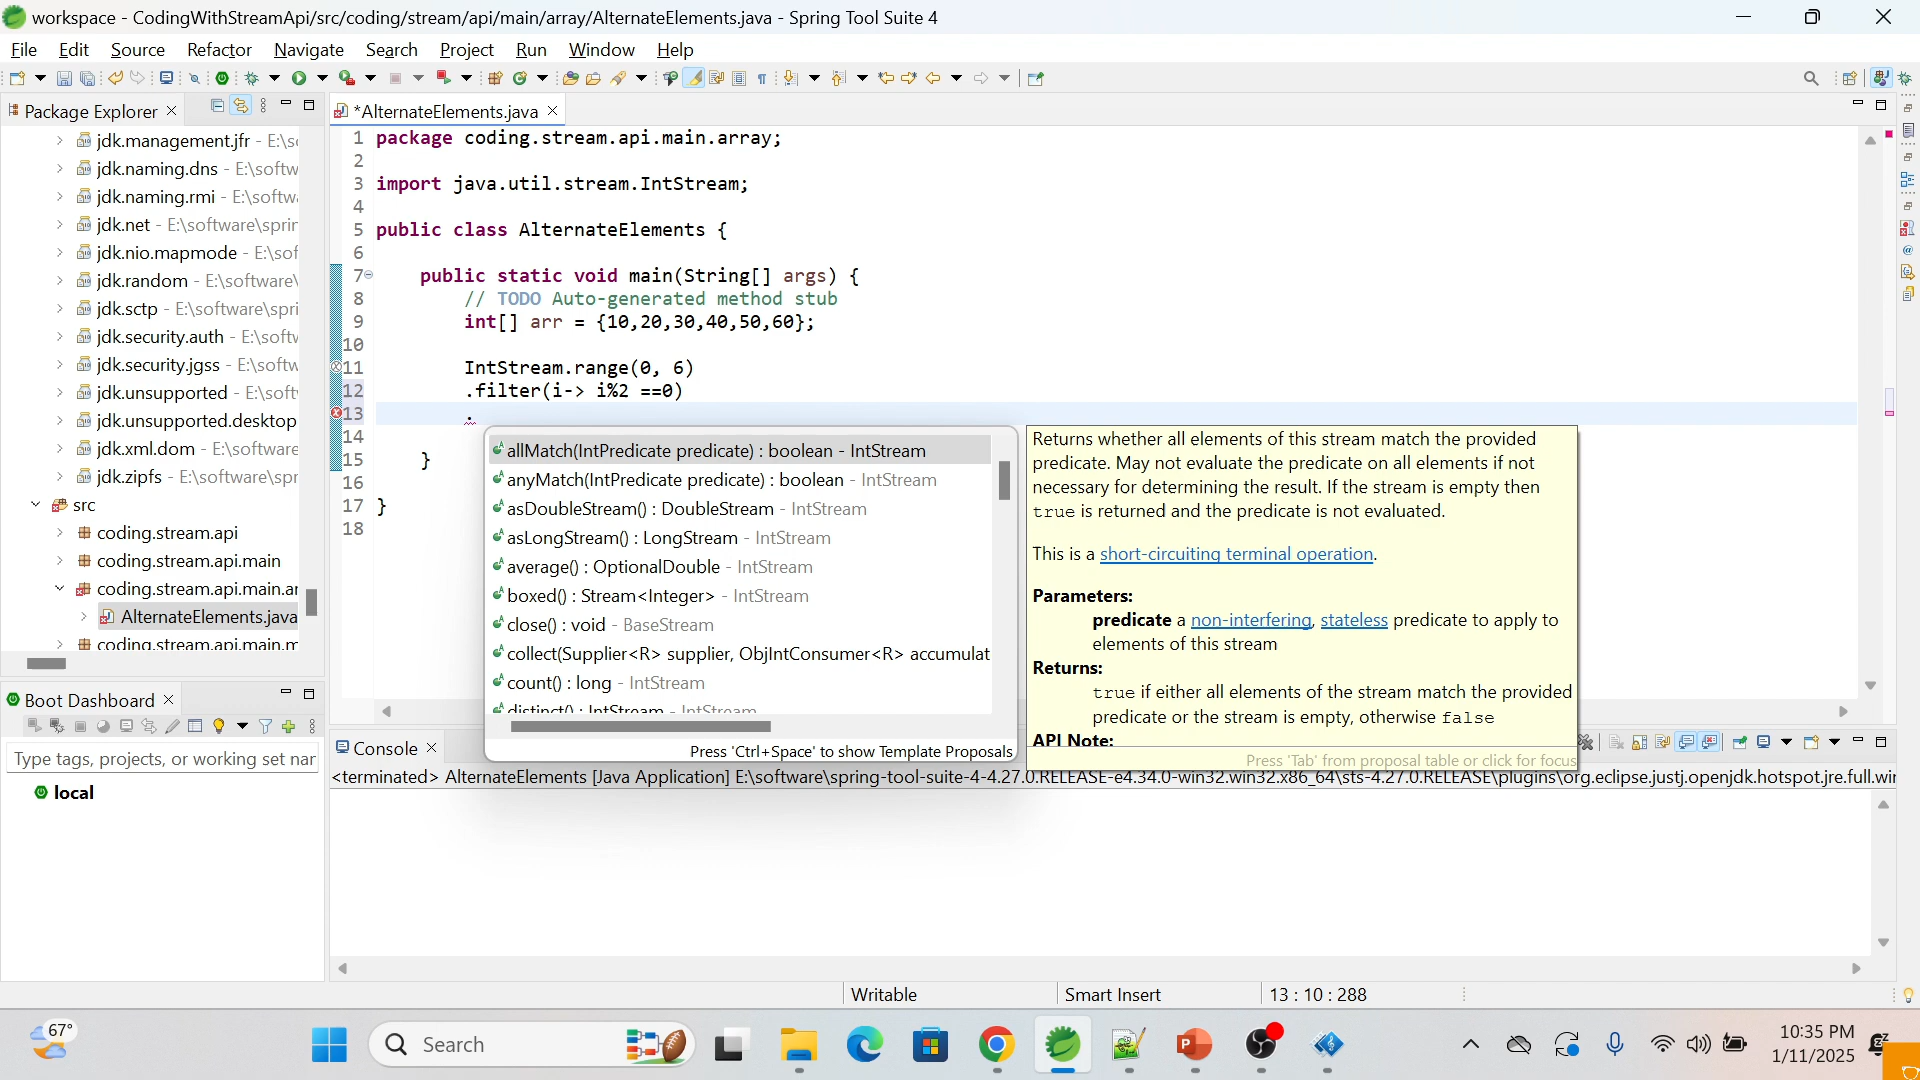 workspace - CodingWithStreamApi/src/coding/stream/api/main/array/AlternateElements.java - Spring Tool Suite 4
File Edit Source Refactor Navigate Search Project Run Window Help
Package Explorer
jdk.management.jfr - E:\s
jdk.naming.dns - E:\softw
jdk.naming.rmi - E:\softw
jdk.net - E:\software\sprin
jdk.nio.mapmode - E:\sof
jdk.random - E:\software\
jdk.sctp - E:\software\spri
jdk.security.auth - E:\softw
jdk.security.jgss - E:\softw
jdk.unsupported - E:\soft
jdk.unsupported.desktop
jdk.xml.dom - E:\software
jdk.zipfs - E:\software\spr
src
coding.stream.api
coding.stream.api.main
coding.stream.api.main.ar
AlternateElements.java
coding.stream.api.main.m
*AlternateElements.java
1 package coding.stream.api.main.array;
2
3 import java.util.stream.IntStream;
4
5 public class AlternateElements {
6
7 public static void main(String[] args) {
8 // TODO Auto-generated method stub
9 int[] arr = {10,20,30,40,50,60};
10
11 IntStream.range(0, 6)
12 .filter(i-> i%2 ==0)
13 .
14
15 }
16
17 }
18
allMatch(IntPredicate predicate) : boolean - IntStream
anyMatch(IntPredicate predicate) : boolean - IntStream
asDoubleStream() : DoubleStream - IntStream
asLongStream() : LongStream - IntStream
average() : OptionalDouble - IntStream
boxed() : Stream<Integer> - IntStream
close() : void - BaseStream
collect(Supplier<R> supplier, ObjIntConsumer<R> accumulat
count() : long - IntStream
distinct() : IntStream - IntStream
Press 'Ctrl+Space' to show Template Proposals
Returns whether all elements of this stream match the provided
predicate. May not evaluate the predicate on all elements if not
necessary for determining the result. If the stream is empty then
true is returned and the predicate is not evaluated.
This is a short-circuiting terminal operation.
Parameters:
predicate a non-interfering, stateless predicate to apply to
elements of this stream
Returns:
true if either all elements of the stream match the provided
predicate or the stream is empty, otherwise false
API Note:
Press 'Tab' from proposal table or click for focus
Boot Dashboard
Type tags, projects, or working set nar
local
Console
<terminated> AlternateElements [Java Application] E:\software\spring-tool-suite-4-4.27.0.RELEASE-e4.34.0-win32.win32.x86_64\sts-4.27.0.RELEASE\plugins\org.eclipse.justj.openjdk.hotspot.jre.full.wir
Writable
Smart Insert
13 : 10 : 288
67°
Search
10:35 PM
1/11/2025